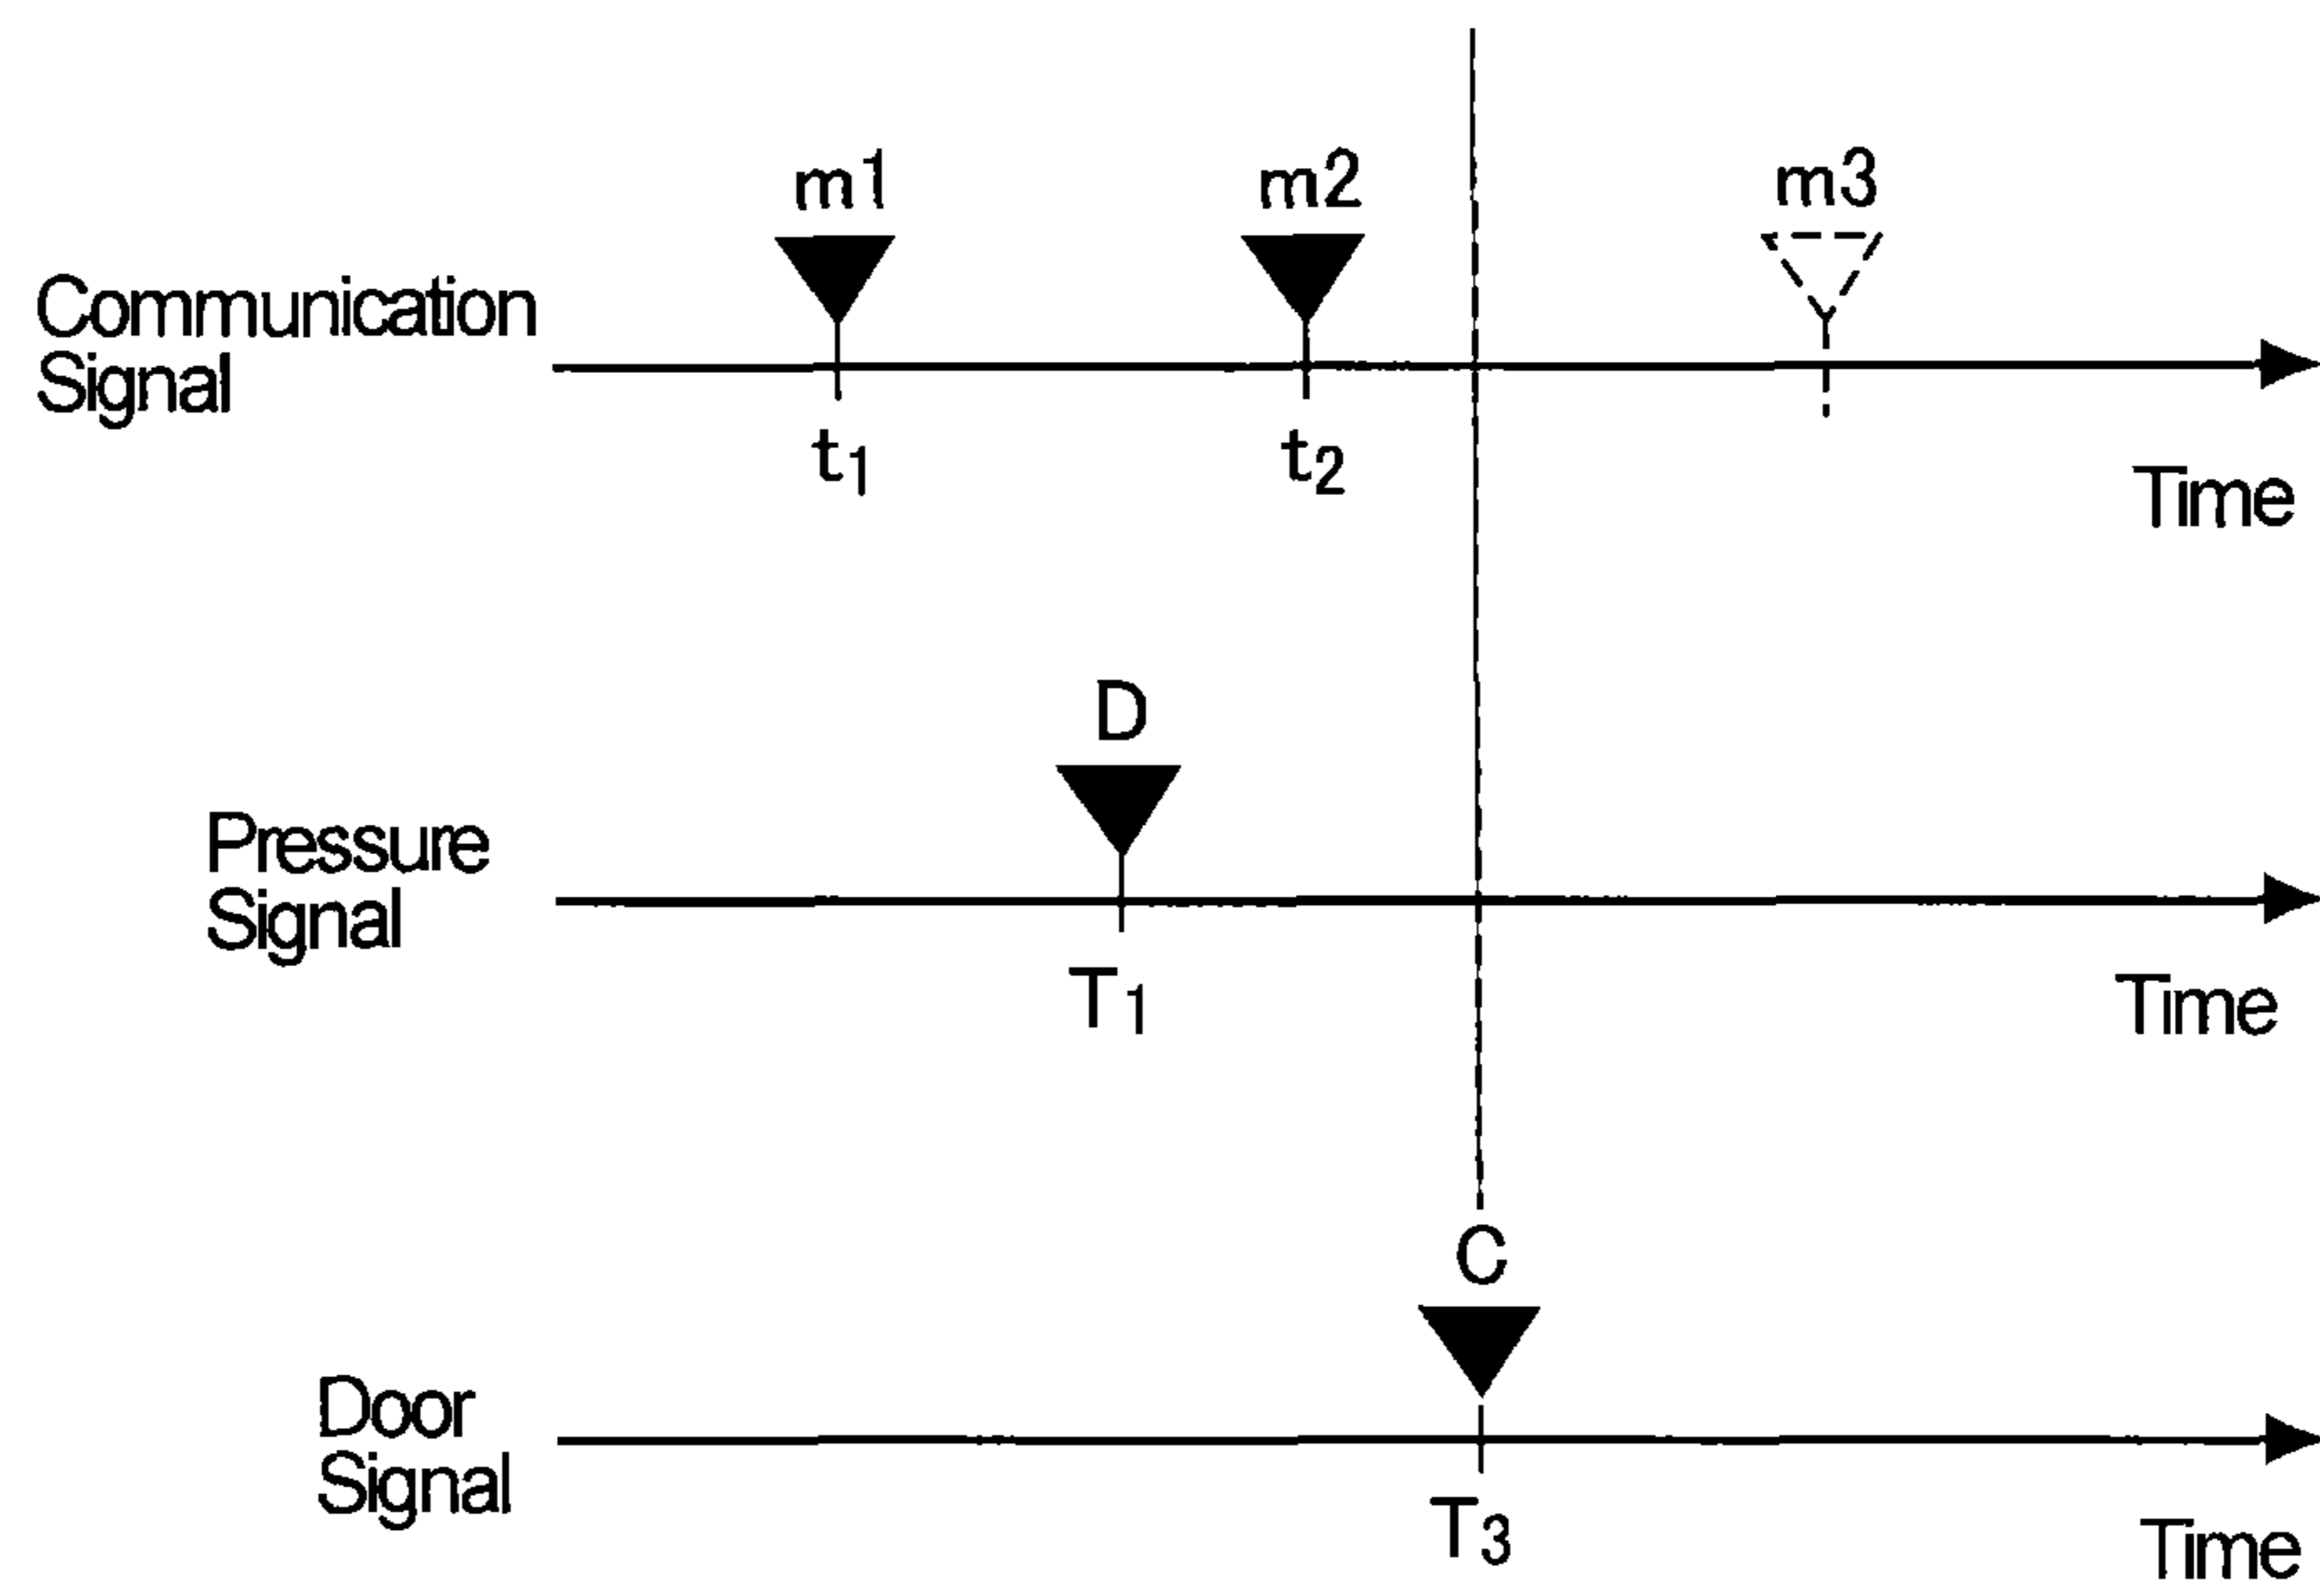 m1 m2 m3
Communication
Signal
t1 t2
Time
D
Pressure
Signal
T1
Time
C
Door
Signal
T3
Time